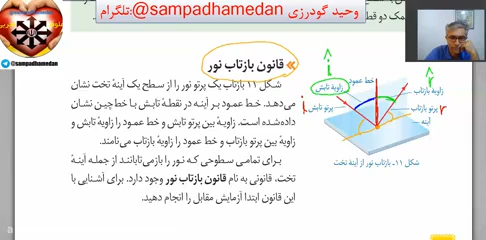 وحید گودرزی sampadhamedan@:تلگرام
مک دو قط
قانون بازتاب نور
شکل ۱۱ بازتاب یک پرتو نور را از سطح یک آینهٔ تخت نشان
می‌دهد. خط عمود بر آینه در نقطهٔ تابش با خط‌چین نشان
داده‌شده است. زاویهٔ بین پرتو تابش و خط عمود را زاویهٔ تابش و
زاویهٔ بین پرتو بازتاب و خط عمود را زاویهٔ بازتاب می‌نامند.
برای تمامی سطوحی که نور را بازمی‌تابانند از جمله آینهٔ
تخت، قانونی به نام قانون بازتاب نور وجود دارد. برای آشنایی با
این قانون ابتدا آزمایش مقابل را انجام دهید.
î
r̂
خط عمود
زاویهٔ تابش
زاویهٔ بازتاب
i پرتو تابش
پرتو بازتاب r
آینه
شکل ۱۱ـ بازتاب نور از آینهٔ تخت
@sampadhamedan